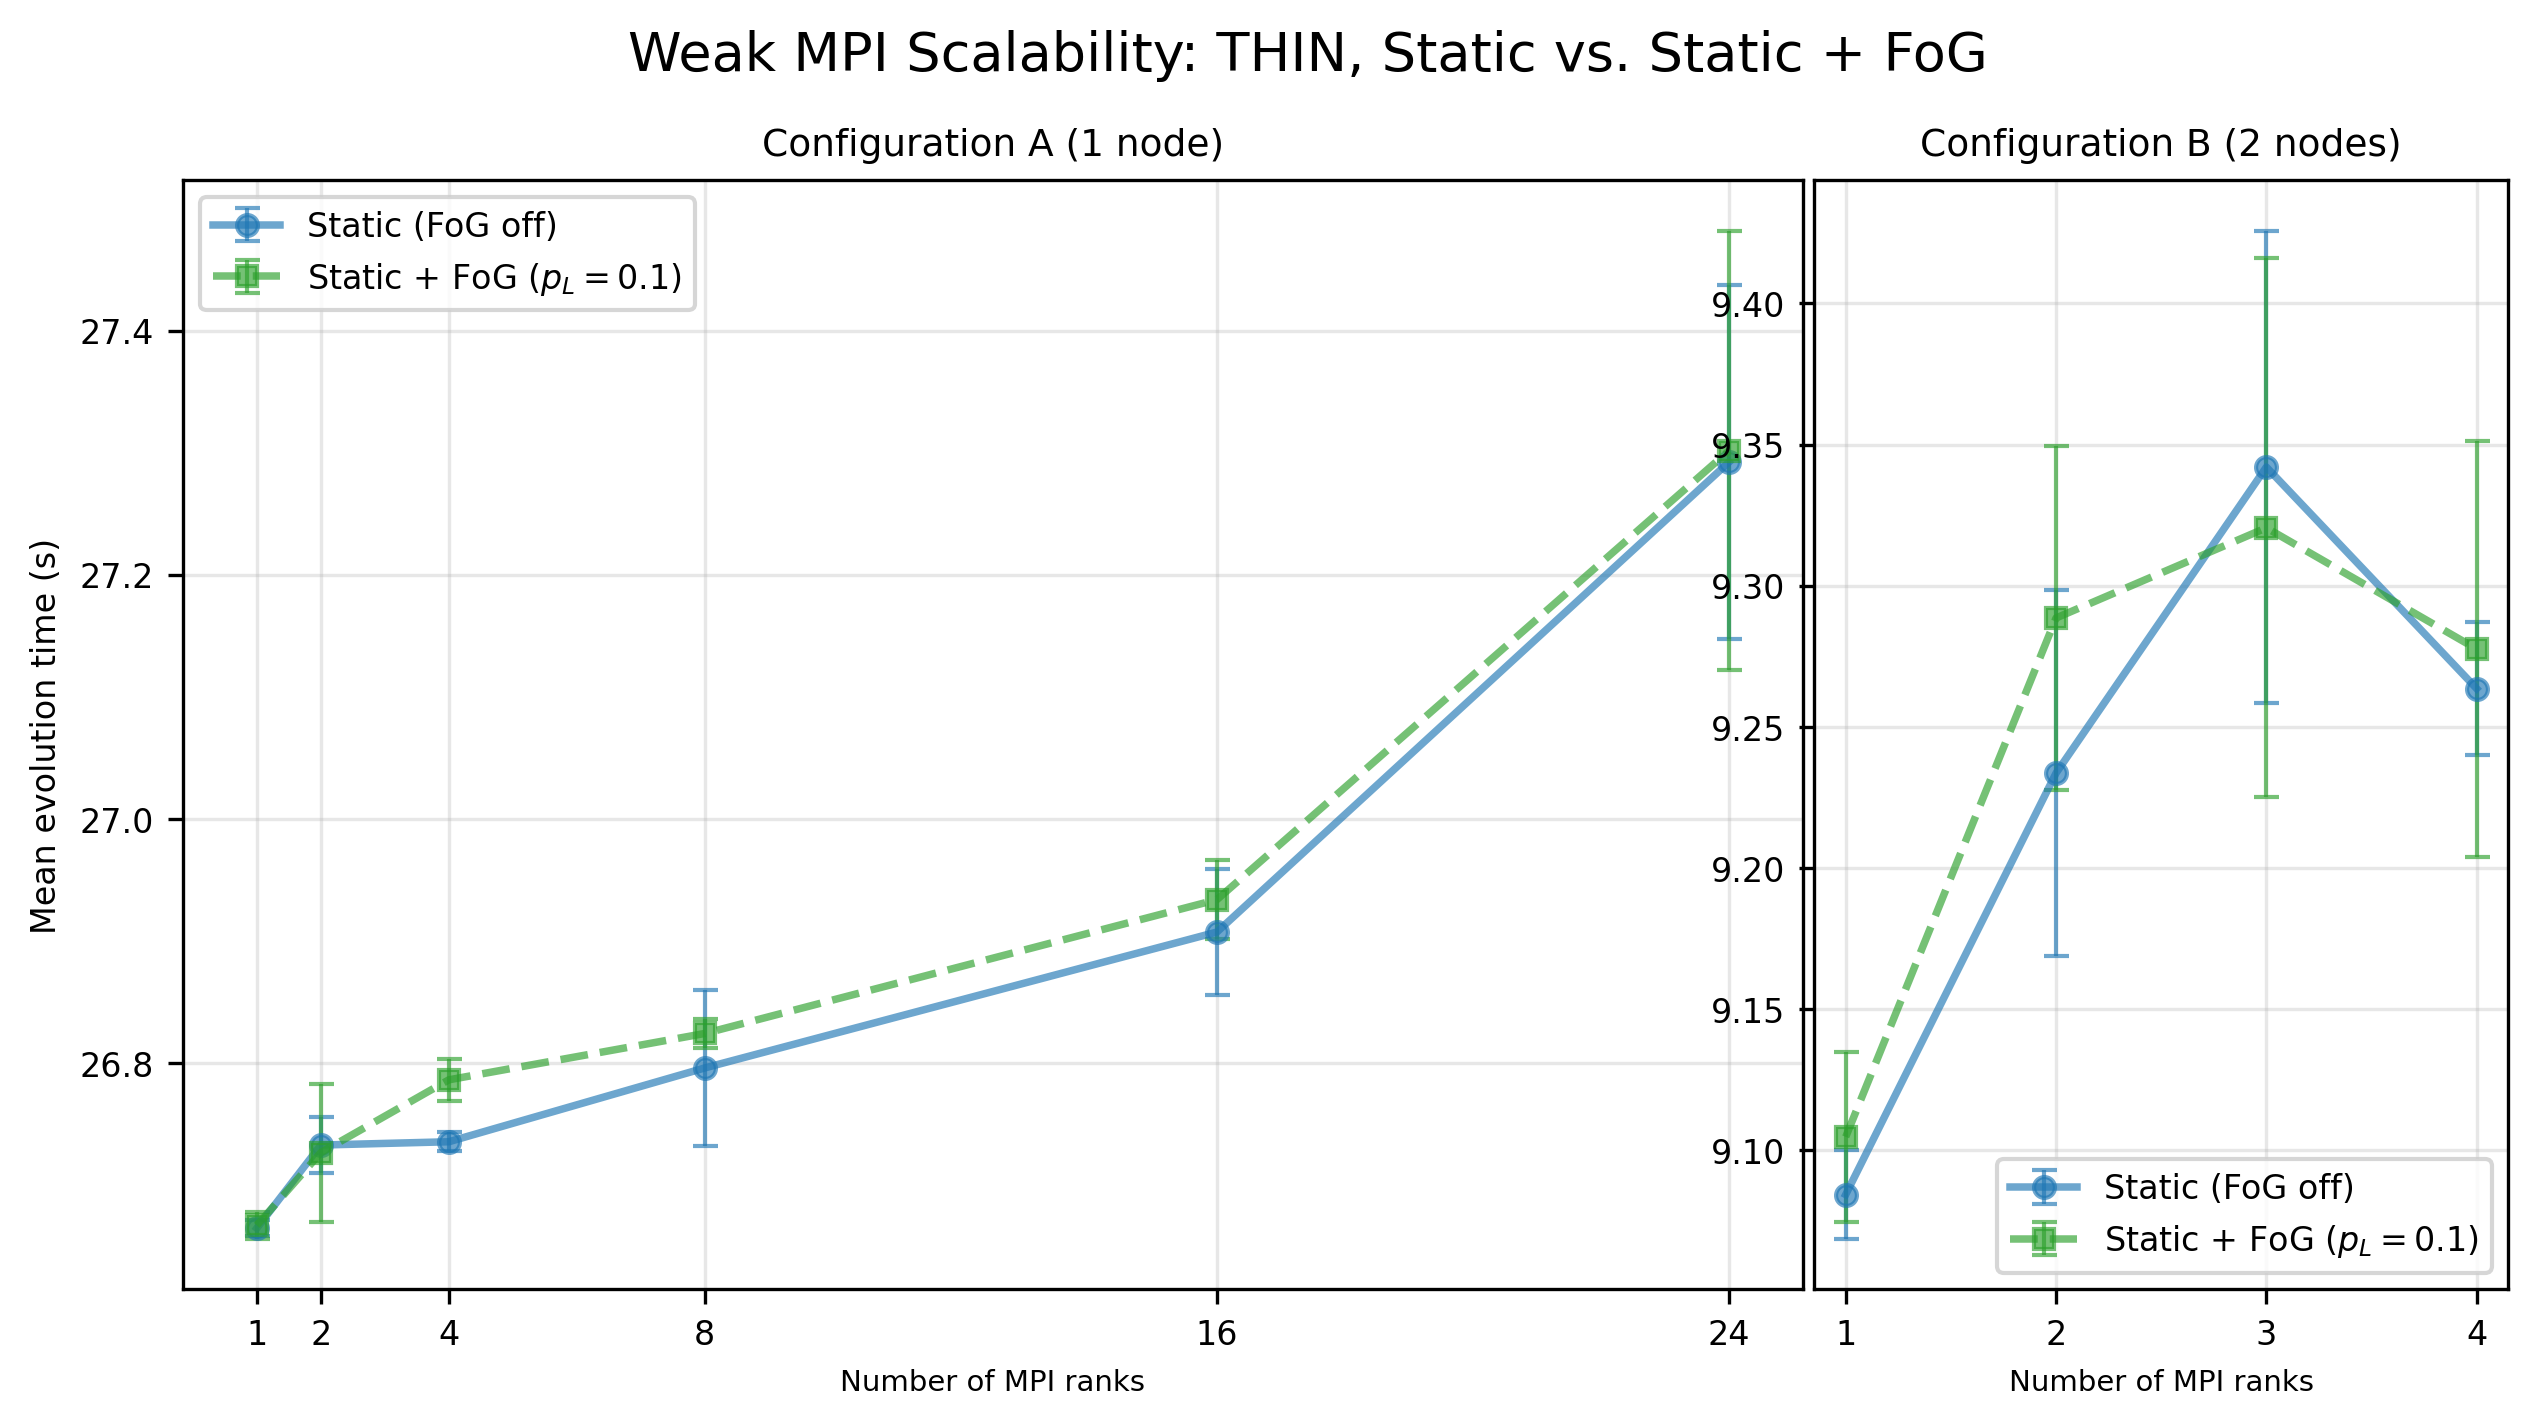 Weak MPI Scalability: THIN, Static vs. Static + FoG
Configuration A (1 node)
Static (FoG off)
Static + FoG (p_L = 0.1)
Mean evolution time (s)
27.4
27.2
27.0
26.8
1 2 4 8 16 24
Number of MPI ranks
Configuration B (2 nodes)
9.40
9.35
9.30
9.25
9.20
9.15
9.10
Static (FoG off)
Static + FoG (p_L = 0.1)
1 2 3 4
Number of MPI ranks